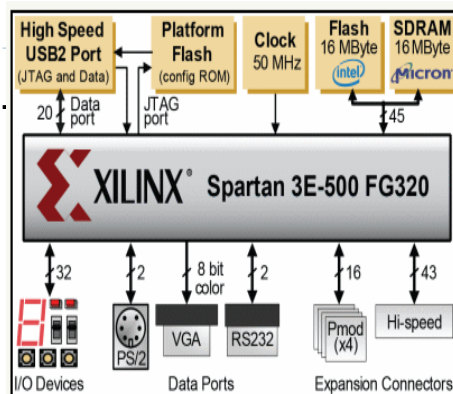 High Speed
USB2 Port
(JTAG and Data)
Platform
Flash
(config ROM)
Clock
50 MHz
Flash
16 MByte
intel
SDRAM
16 MByte
Micron
20
Data
port
JTAG
port
45
XILINX® Spartan 3E-500 FG320
32
2
8 bit
color
2
16
43
PS/2
VGA
RS232
Pmod
(x4)
Hi-speed
I/O Devices
Data Ports
Expansion Connectors